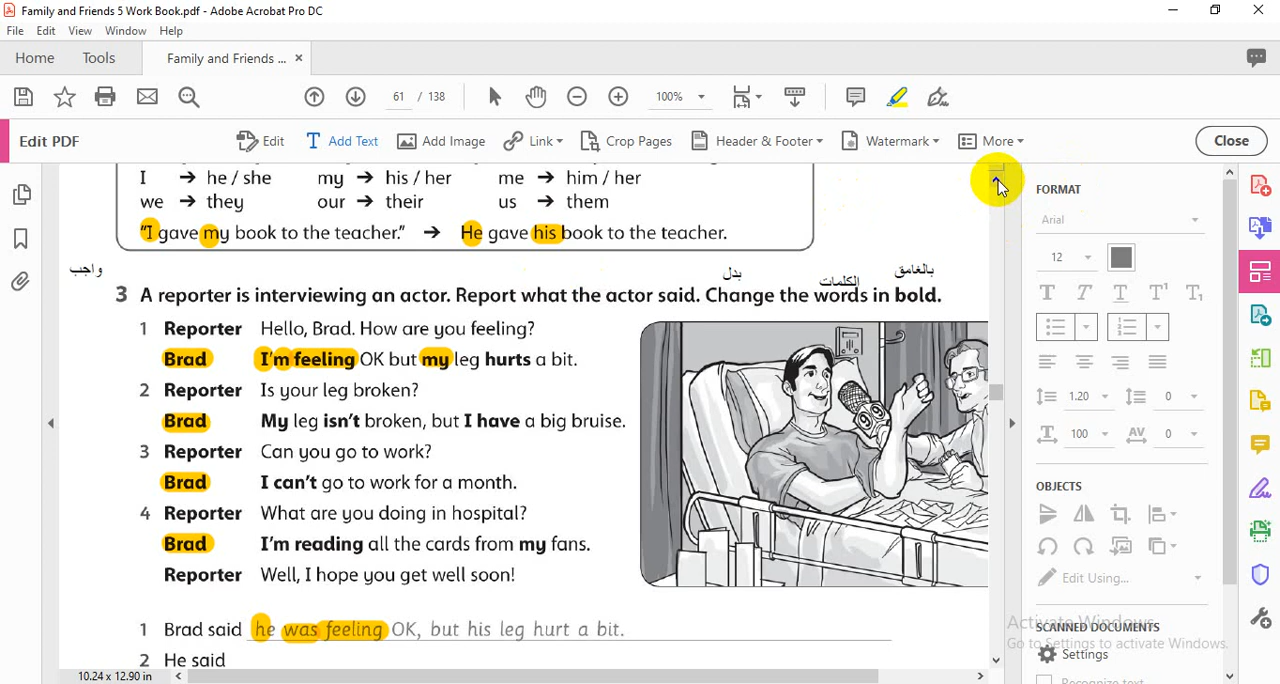 Family and Friends 5 Work Book.pdf - Adobe Acrobat Pro DC
File Edit View Window Help
Home Tools Family and Friends ... ×
61 / 138 100%
Edit PDF Edit Add Text Add Image Link Crop Pages Header & Footer Watermark More Close
I → he / she my → his / her me → him / her
we → they our → their us → them
"I gave my book to the teacher." → He gave his book to the teacher.
واجب بدل الكلمات بالغامق
3 A reporter is interviewing an actor. Report what the actor said. Change the words in bold.
1 Reporter Hello, Brad. How are you feeling?
Brad I'm feeling OK but my leg hurts a bit.
2 Reporter Is your leg broken?
Brad My leg isn't broken, but I have a big bruise.
3 Reporter Can you go to work?
Brad I can't go to work for a month.
4 Reporter What are you doing in hospital?
Brad I'm reading all the cards from my fans.
Reporter Well, I hope you get well soon!
1 Brad said he was feeling OK, but his leg hurt a bit.
2 He said
10.24 x 12.90 in
FORMAT
Arial
12
1.20 0
100 AV 0
OBJECTS
Edit Using...
SCANNED DOCUMENTS
Settings
Activate Windows
Go to Settings to activate Windows.